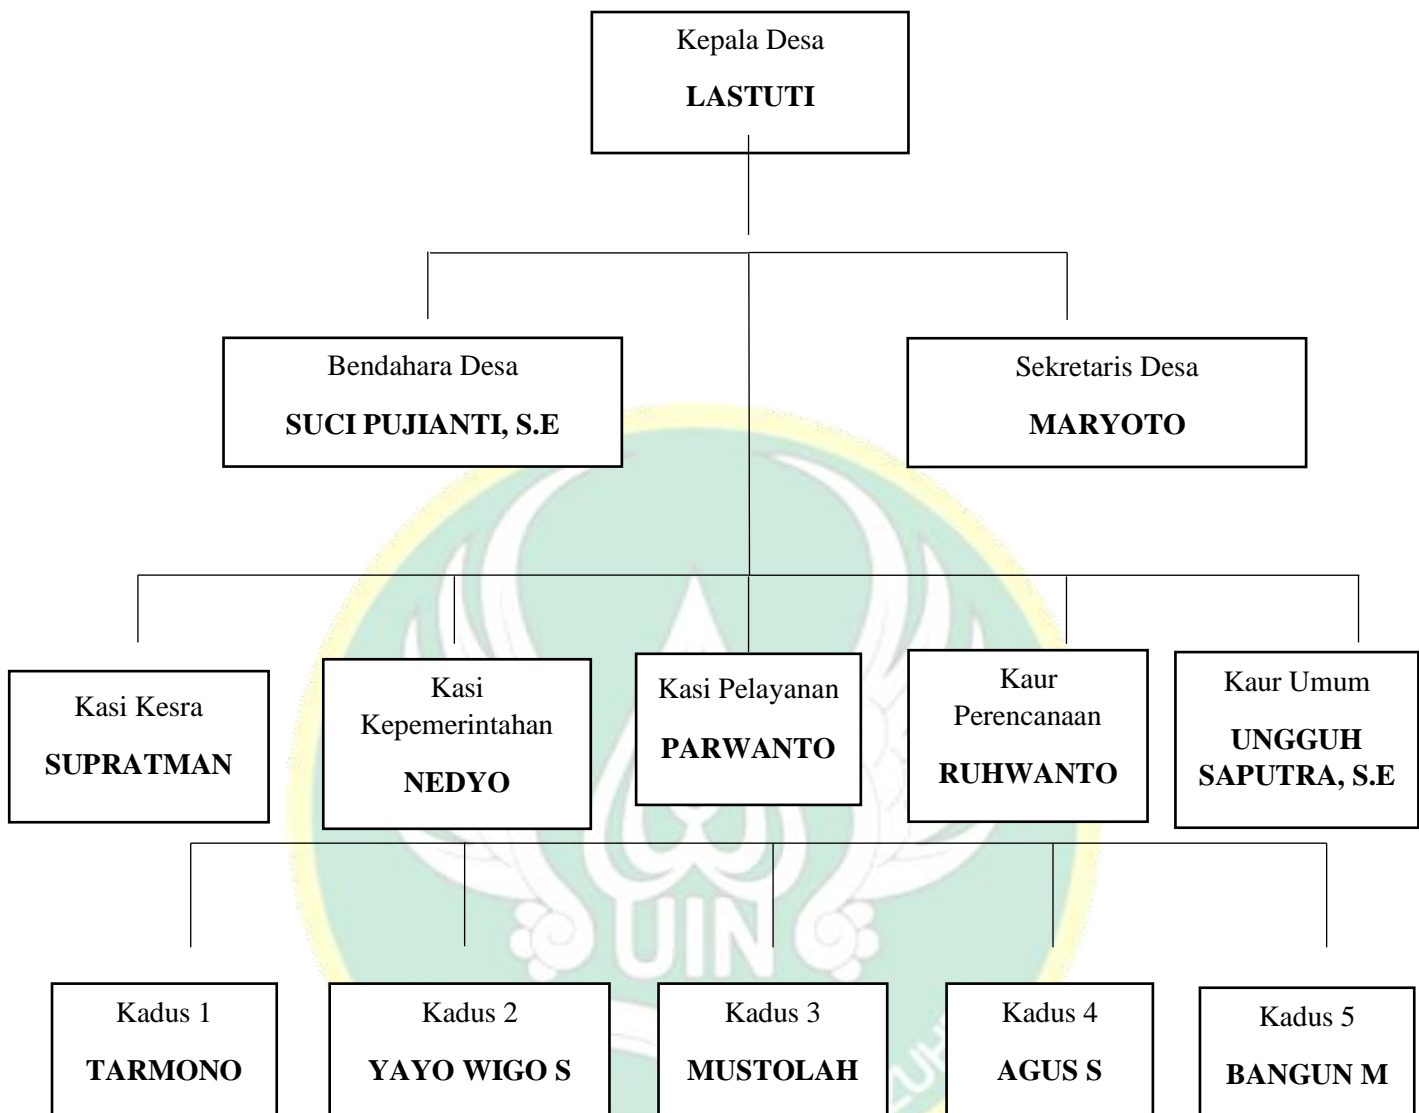 Kepala Desa
LASTUTI
Bendahara Desa
SUCI PUJIANTI, S.E
Sekretaris Desa
MARYOTO
Kasi Kesra
SUPRATMAN
Kasi
Kepemerintahan
NEDYO
Kasi Pelayanan
PARWANTO
Kaur
Perencanaan
RUHWANTO
Kaur Umum
UNGGUH
SAPUTRA, S.E
UIN
Kadus 1
TARMONO
Kadus 2
YAYO WIGO S
Kadus 3
MUSTOLAH
Kadus 4
AGUS S
Kadus 5
BANGUN M